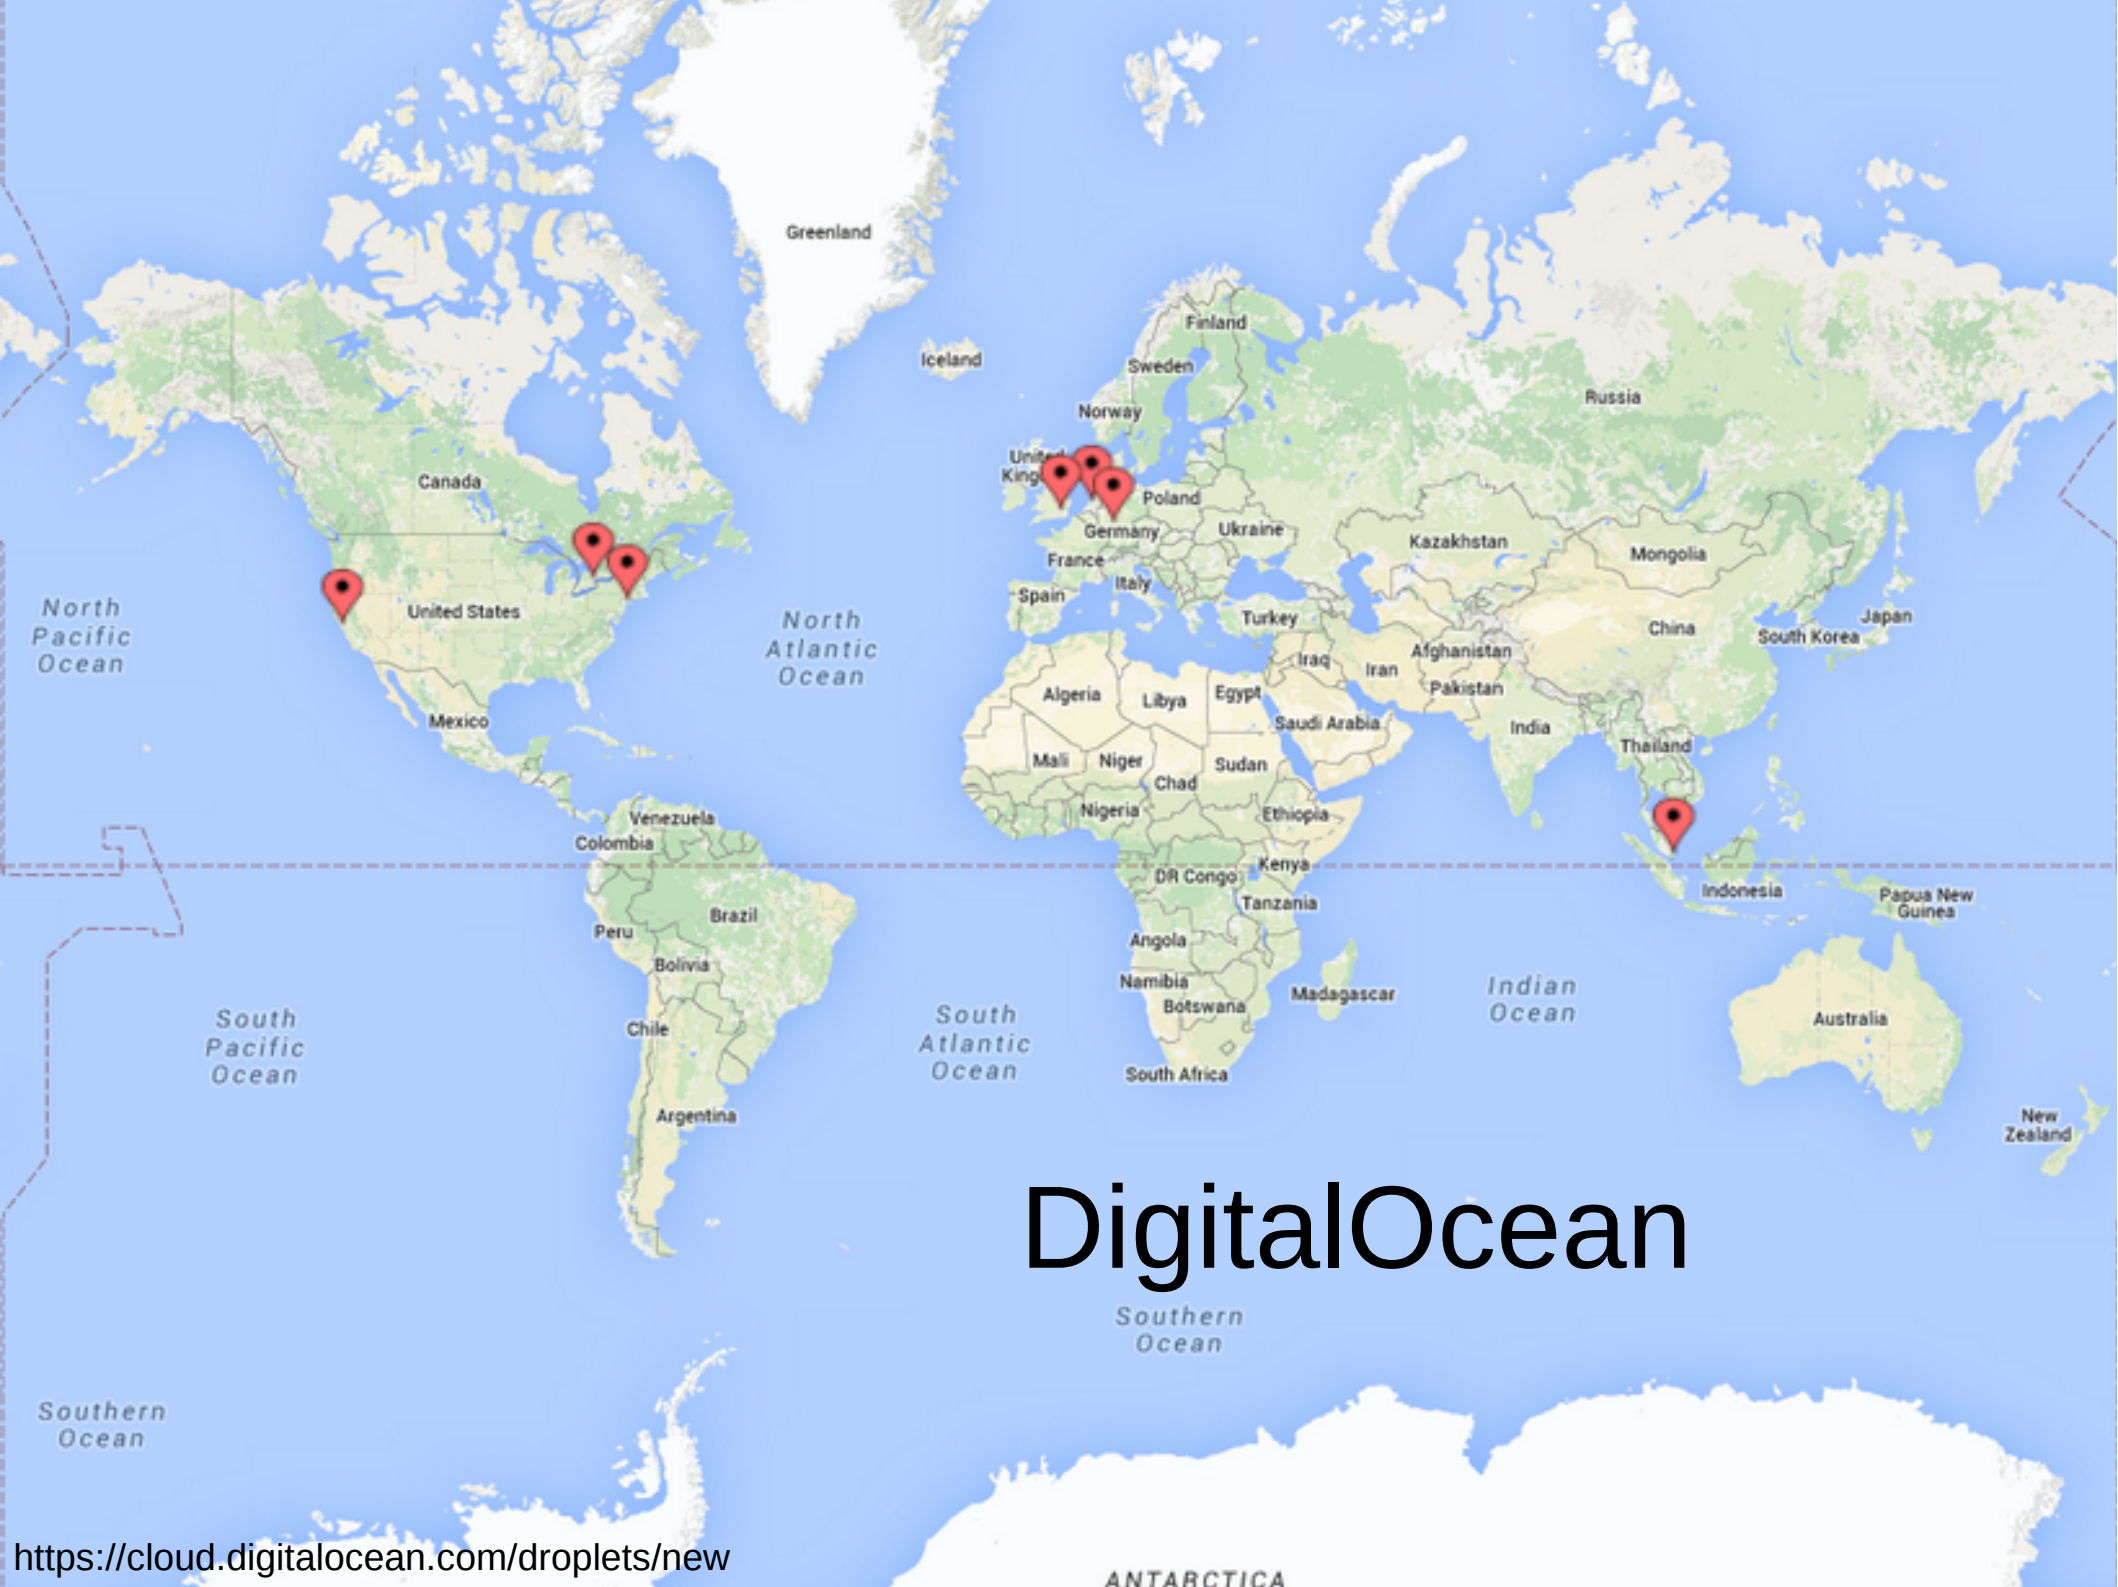 Greenland
Finland
Iceland
Sweden
Russia
Norway
United
Canada
Poland
Germany
Ukraine
Kazakhstan
Mongolia
France
Italy
Spain
North
Pacific
Ocean
United States
North
Atlantic
Ocean
Turkey
China
Japan
South Korea
Afghanistan
Iraq
Iran
Pakistan
Algeria
Libya
Egypt
Saudi Arabia
India
Mexico
Thailand
Mali
Niger
Sudan
Chad
Nigeria
Ethiopia
Venezuela
Colombia
Kenya
DR Congo
Indonesia
Papua New
Guinea
Tanzania
Brazil
Peru
Angola
Bolivia
Namibia
Botswana
Madagascar
Indian
Ocean
South
Pacific
Ocean
Chile
South
Atlantic
Ocean
Australia
South Africa
Argentina
New
Zealand
DigitalOcean
Southern
Ocean
Southern
Ocean
https://cloud.digitalocean.com/droplets/new
ANTARCTICA